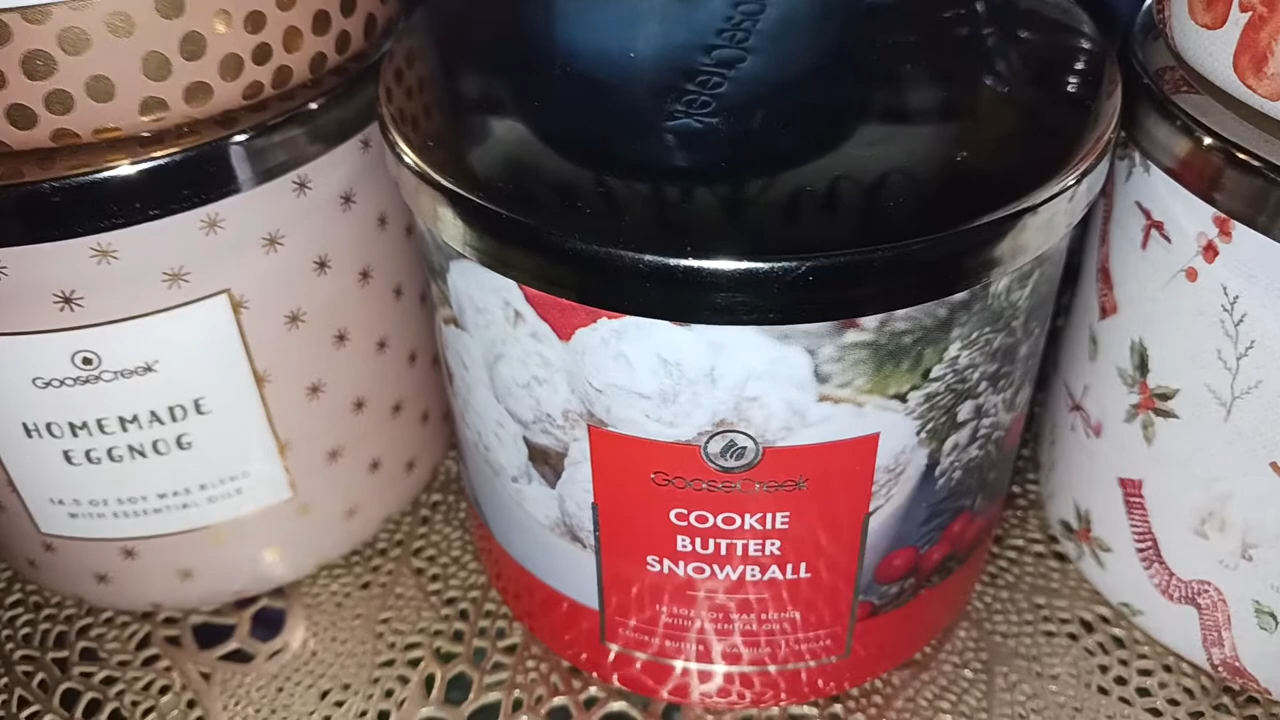 GooseCreek
GooseCreek
HOMEMADE
EGGNOG
14.5 OZ SOY WAX BLEND
WITH ESSENTIAL OILS
GooseCreek
COOKIE
BUTTER
SNOWBALL
14.5OZ SOY WAX BLEND
WITH ESSENTIAL OILS
COOKIE BUTTER VANILLA SUGAR